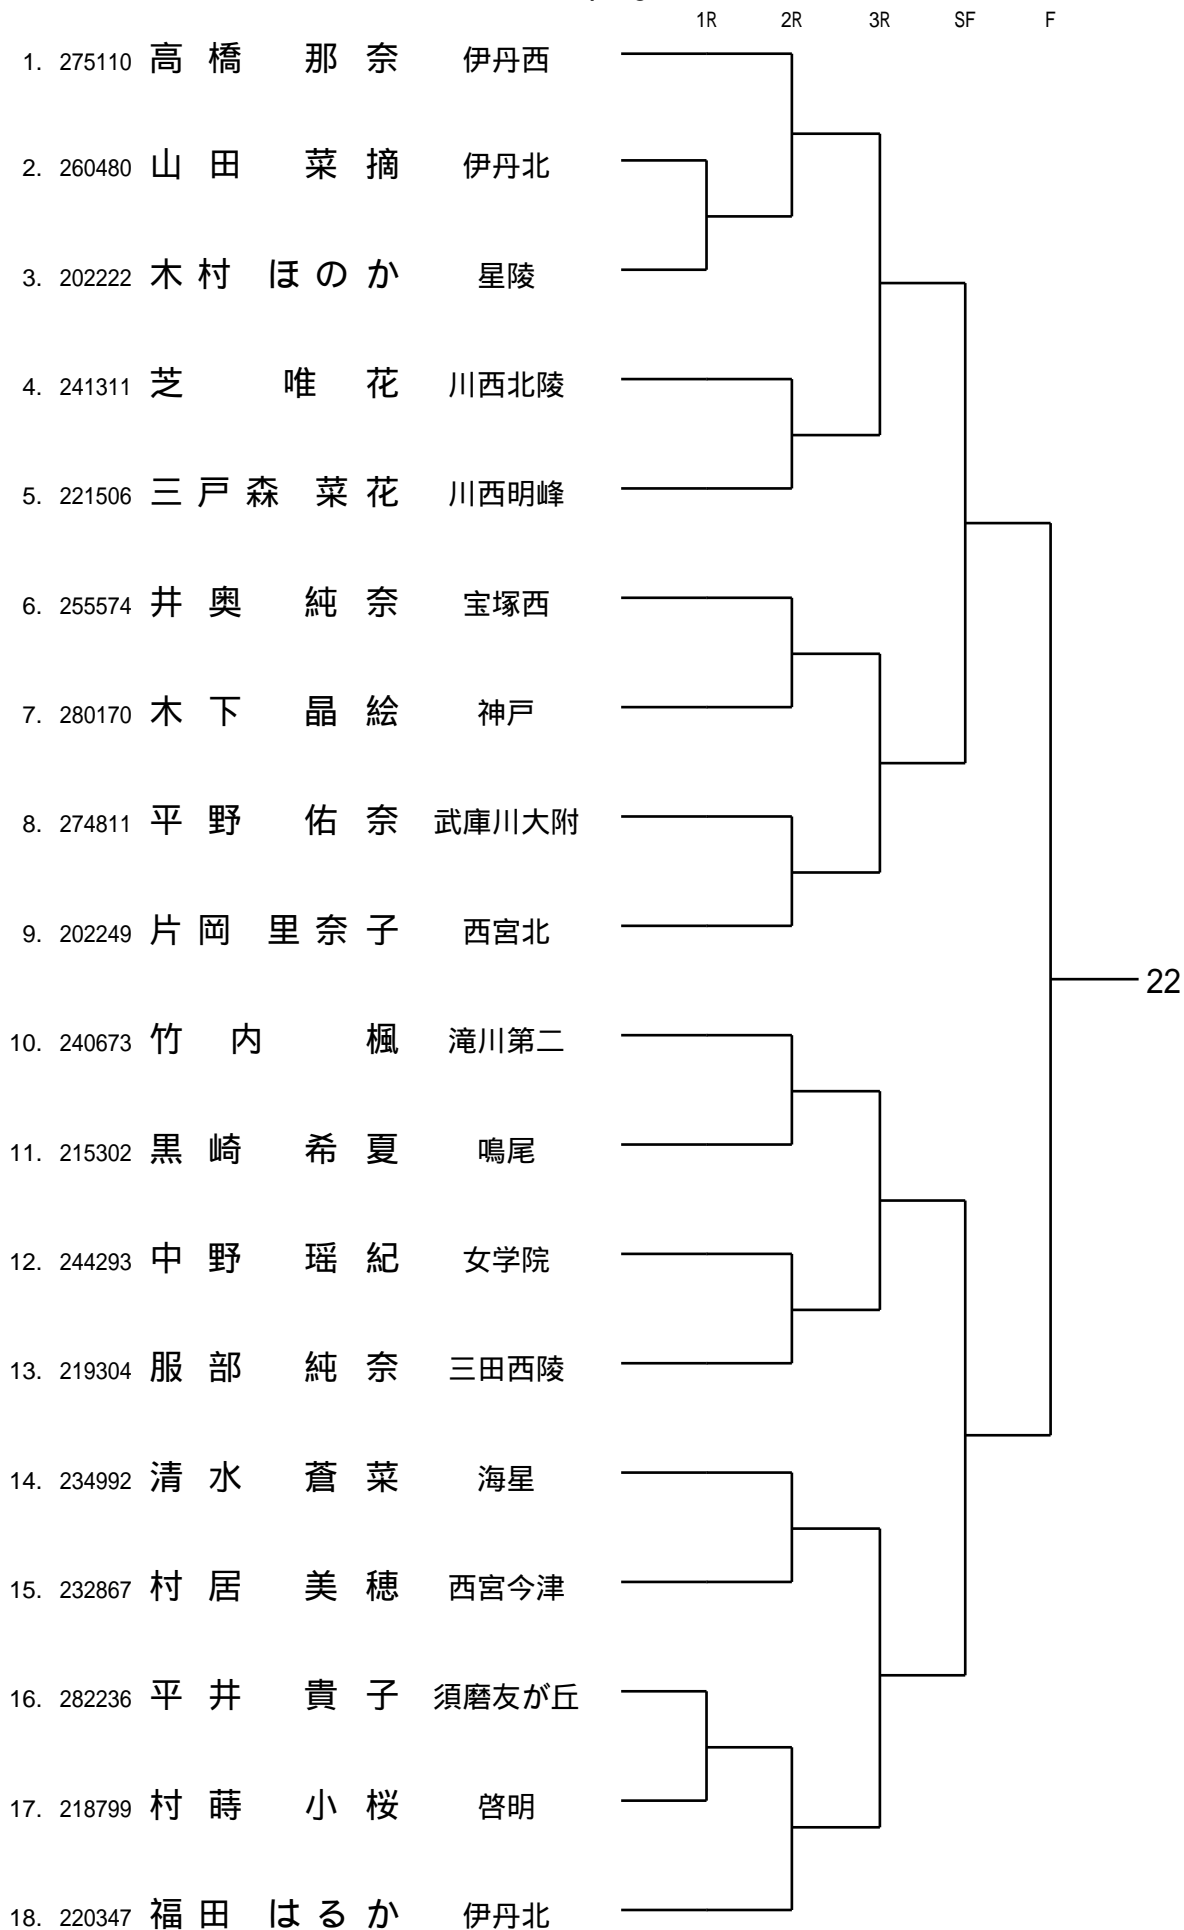 1R 2R 3R SF F
1. 275110 高橋 那奈 伊丹西
2. 260480 山田 菜摘 伊丹北
3. 202222 木村 ほのか 星陵
4. 241311 芝 唯花 川西北陵
5. 221506 三戸森 菜花 川西明峰
6. 255574 井奥 純奈 宝塚西
7. 280170 木下 晶絵 神戸
8. 274811 平野 佑奈 武庫川大附
9. 202249 片岡 里奈子 西宮北
22
10. 240673 竹内 楓 滝川第二
11. 215302 黒崎 希夏 鳴尾
12. 244293 中野 瑶紀 女学院
13. 219304 服部 純奈 三田西陵
14. 234992 清水 蒼菜 海星
15. 232867 村居 美穂 西宮今津
16. 282236 平井 貴子 須磨友が丘
17. 218799 村蒔 小桜 啓明
18. 220347 福田 はるか 伊丹北